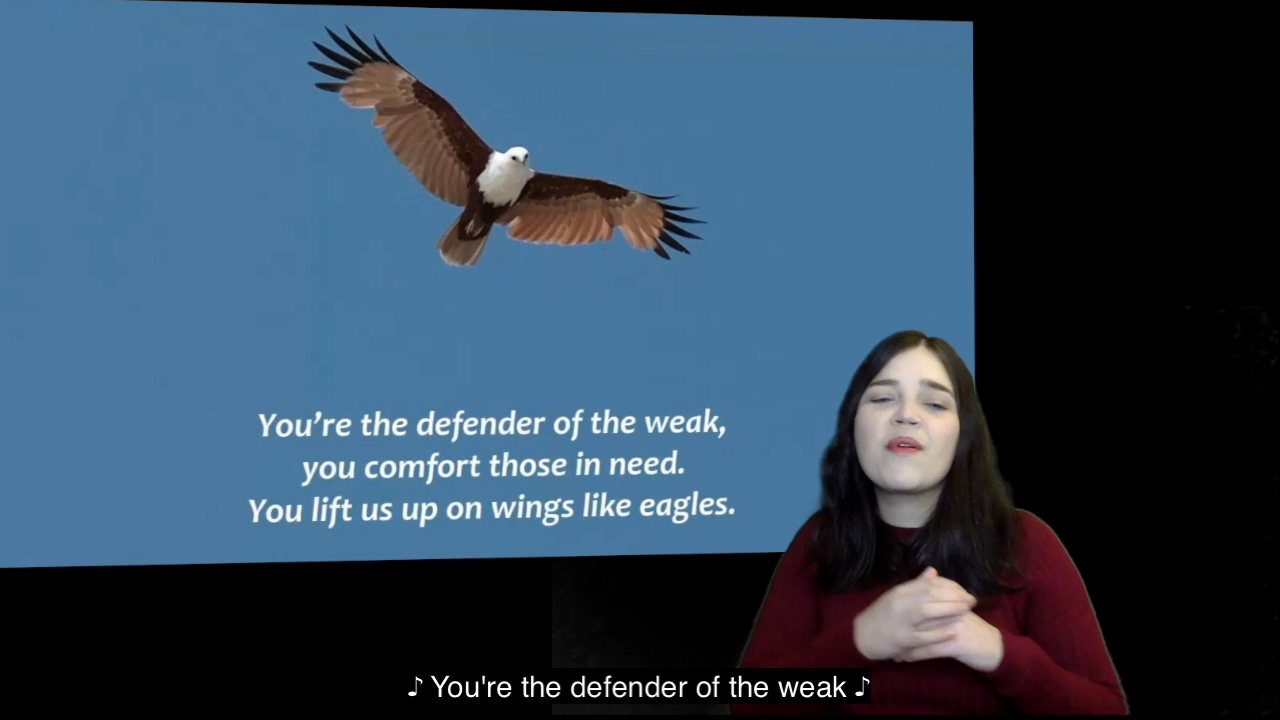 You’re the defender of the weak,
you comfort those in need.
You lift us up on wings like eagles.
♪ You're the defender of the weak ♪